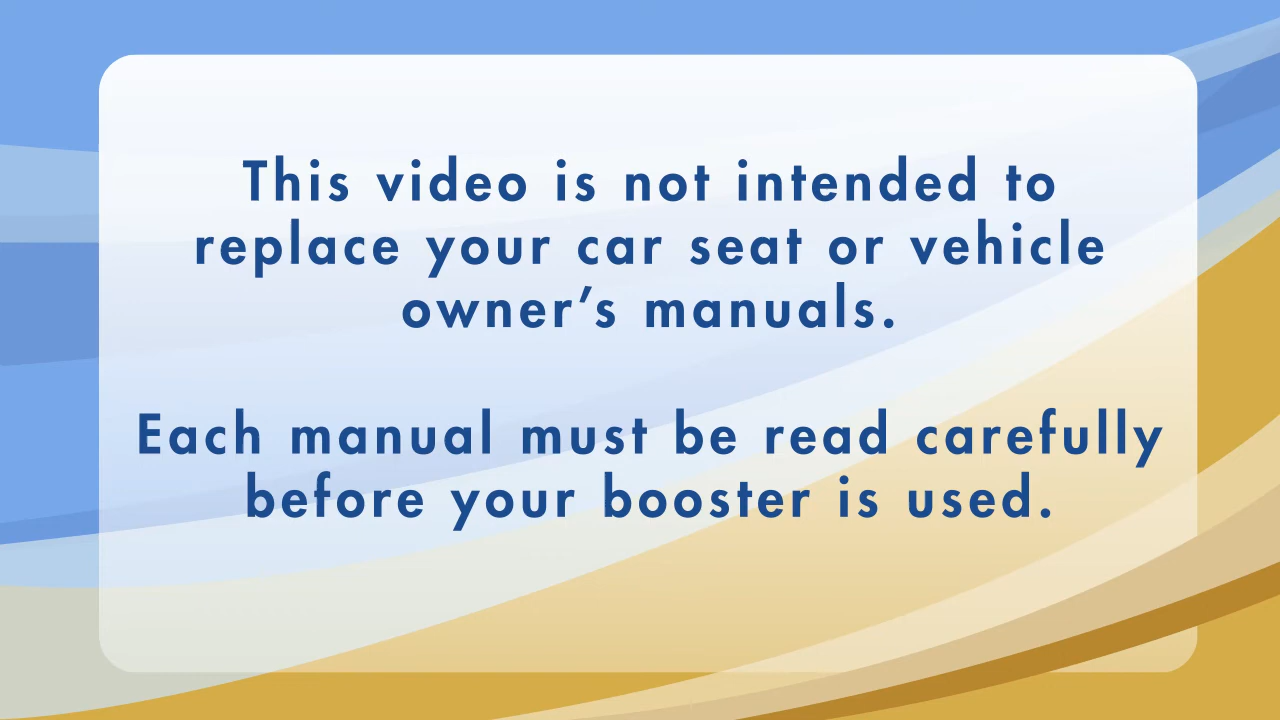 This video is not intended to
replace your car seat or vehicle
owner’s manuals.
Each manual must be read carefully
before your booster is used.